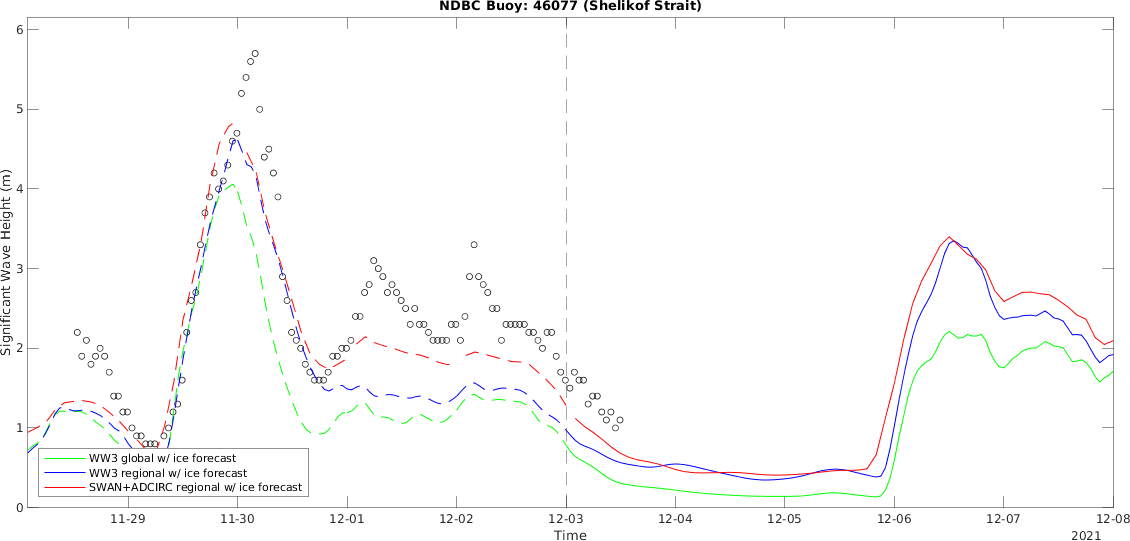 NDBC Buoy: 46077 (Shelikof Strait)
Significant Wave Height (m)
6
5
4
3
2
1
0
WW3 global w/ ice forecast
WW3 regional w/ ice forecast
SWAN+ADCIRC regional w/ ice forecast
11-29 11-30 12-01 12-02 12-03 12-04 12-05 12-06 12-07 12-08
Time
2021